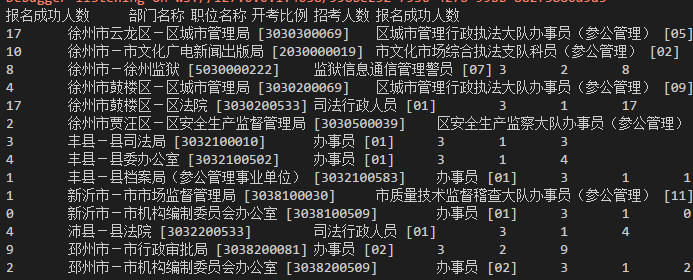 报名成功人数 部门名称 职位名称 开考比例 招考人数 报名成功人数
17 徐州市云龙区－区城市管理局 [3030300069] 区城市管理行政执法大队办事员（参公管理） [05]
10 徐州市－市文化广电新闻出版局 [2030000019] 市文化市场综合执法支队科员（参公管理） [02]
8 徐州市－徐州监狱 [5030000222] 监狱信息通信管理警员 [07] 3 2 8
4 徐州市鼓楼区－区城市管理局 [3030200069] 区城市管理行政执法大队办事员（参公管理） [09]
17 徐州市鼓楼区－区法院 [3030200533] 司法行政人员 [01] 3 1 17
2 徐州市贾汪区－区安全生产监督管理局 [3030500039] 区安全生产监察大队办事员（参公管理）
3 丰县－县司法局 [3032100010] 办事员 [01] 3 1 3
4 丰县－县委办公室 [3032100502] 办事员 [01] 3 1 4
1 丰县－县档案局（参公管理事业单位） [3032100583] 办事员 [01] 3 1 1
1 新沂市－市市场监督管理局 [3038100030] 市质量技术监督稽查大队办事员（参公管理） [11]
0 新沂市－市机构编制委员会办公室 [3038100509] 办事员 [01] 3 1 0
4 沛县－县法院 [3032200533] 司法行政人员 [01] 3 1 4
9 邳州市－市行政审批局 [3038200081] 办事员 [02] 3 2 9
2 邳州市－市机构编制委员会办公室 [3038200509] 办事员 [02] 3 1 2